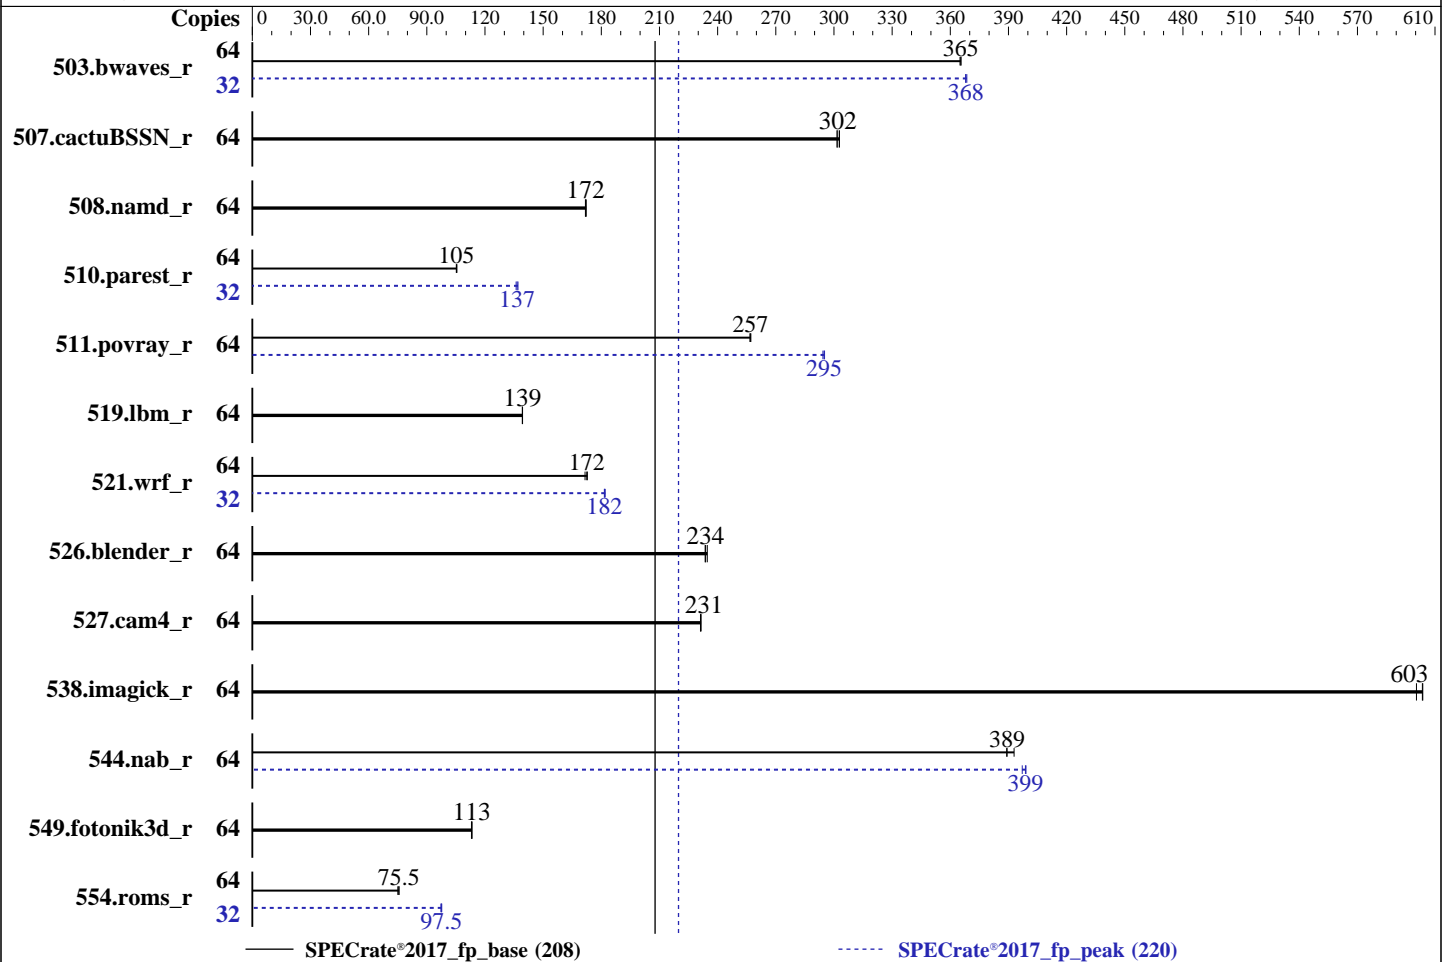 Copies 0 30.0 60.0 90.0 120 150 180 210 240 270 300 330 360 390 420 450 480 510 540 570 610
503.bwaves_r 64 365
32 368
507.cactuBSSN_r 64 302
508.namd_r 64 172
510.parest_r 64 105
32 137
511.povray_r 64 257
295
519.lbm_r 64 139
521.wrf_r 64 172
32 182
526.blender_r 64 234
527.cam4_r 64 231
538.imagick_r 64 603
544.nab_r 64 389
399
549.fotonik3d_r 64 113
554.roms_r 64 75.5
32 97.5
SPECrate®2017_fp_base (208) SPECrate®2017_fp_peak (220)